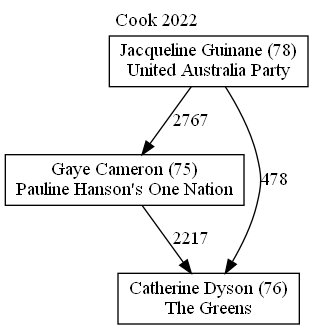 Cook 2022
Jacqueline Guinane (78)
United Australia Party
2767
Gaye Cameron (75)
Pauline Hanson's One Nation
478
2217
Catherine Dyson (76)
The Greens